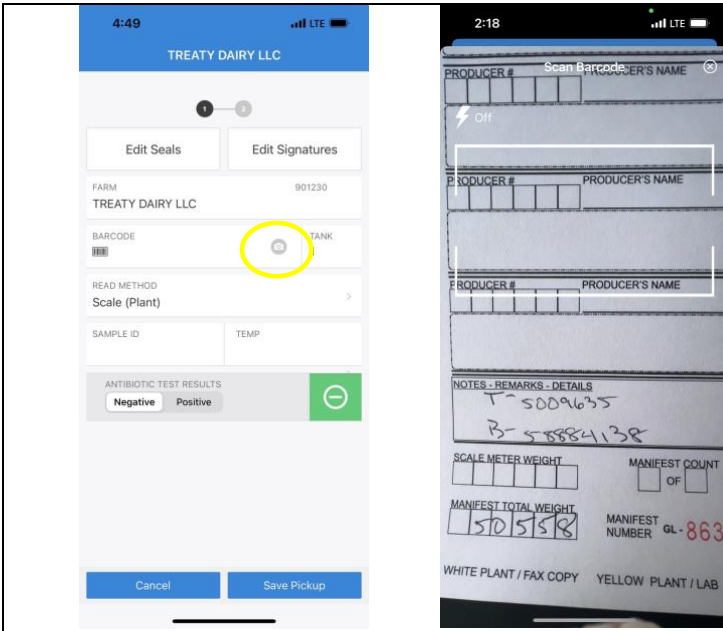 4:49
LTE
TREATY DAIRY LLC
1
2
Edit Seals
Edit Signatures
FARM
901230
TREATY DAIRY LLC
BARCODE
TANK
READ METHOD
Scale (Plant)
SAMPLE ID
TEMP
ANTIBIOTIC TEST RESULTS
Negative
Positive
Cancel
Save Pickup
2:18
LTE
Scan Barcode
PRODUCER #
PRODUCER'S NAME
Off
PRODUCER #
PRODUCER'S NAME
PRODUCER #
PRODUCER'S NAME
NOTES - REMARKS - DETAILS
T- 5009635
B- 58884138
SCALE METER WEIGHT
MANIFEST COUNT
OF
MANIFEST TOTAL WEIGHT
50558
MANIFEST
NUMBER GL- 863
WHITE PLANT / FAX COPY
YELLOW PLANT / LAB